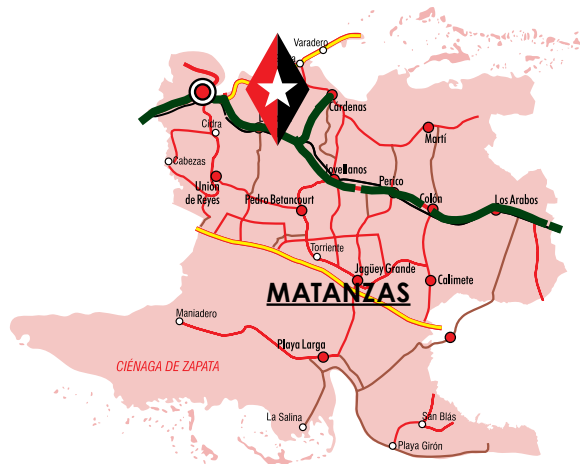 Varadero
Cárdenas
Cidra
Martí
Cabezas
Jovellanos
Unión
de Reyes
Perico
Pedro Betancourt
Colón
Los Arabos
Torriente
Jagüey Grande
Calimete
MATANZAS
Maniadero
Playa Larga
CIÉNAGA DE ZAPATA
La Salina
San Blás
Playa Girón